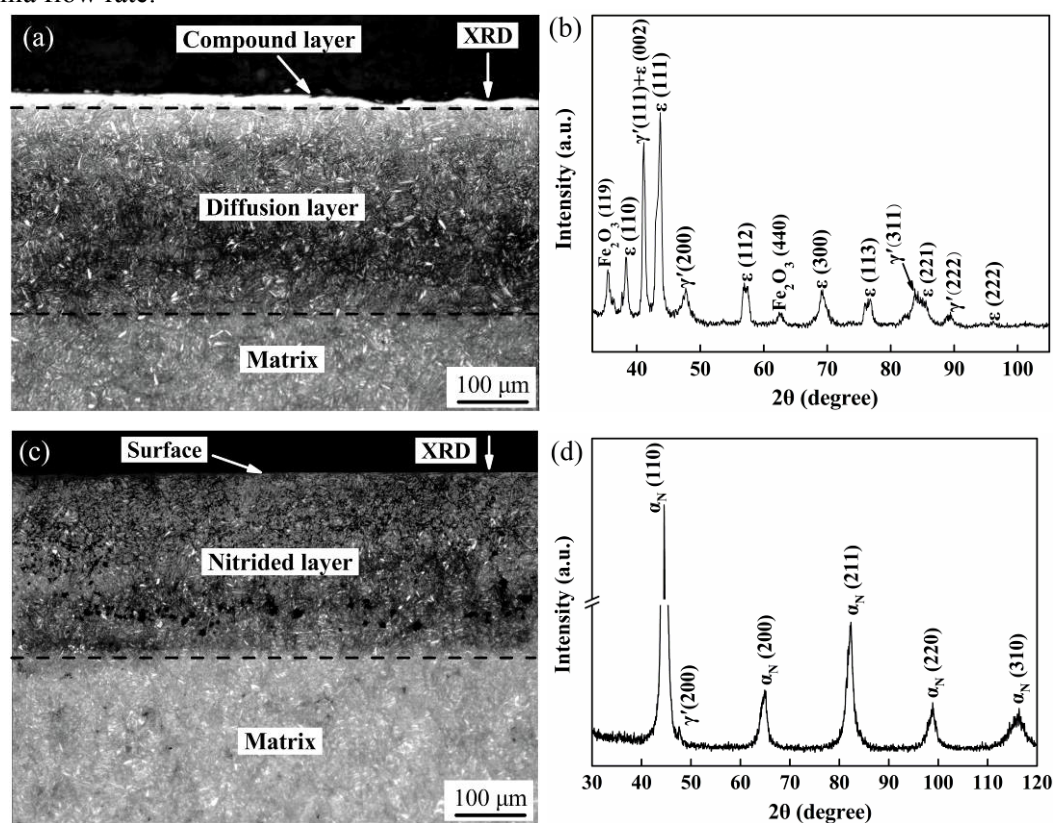 ma flow rate.
(a)
Compound layer
XRD
Diffusion layer
Matrix
100 μm
(b)
Intensity (a.u.)
Fe2O3 (119)
ε (110)
γ′(111)+ε (002)
ε (111)
γ′(200)
ε (112)
Fe2O3 (440)
ε (300)
ε (113)
γ′(311)
ε (221)
γ′(222)
ε (222)
40 50 60 70 80 90 100
2θ (degree)
(c)
Surface
XRD
Nitrided layer
Matrix
100 μm
(d)
Intensity (a.u.)
αN (110)
γ′(200)
αN (200)
αN (211)
αN (220)
αN (310)
30 40 50 60 70 80 90 100 110 120
2θ (degree)